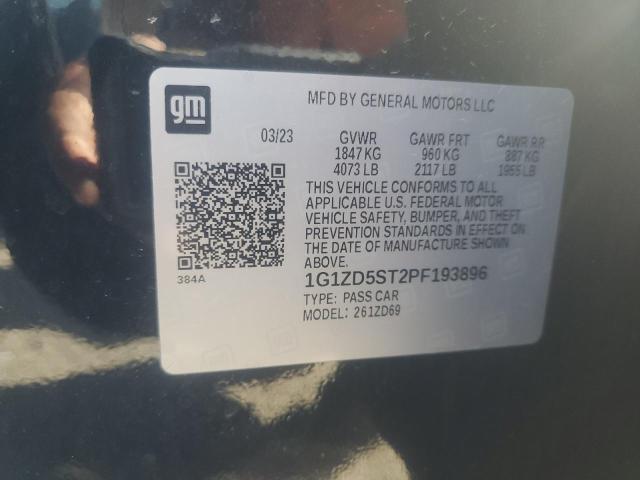 gm
MFD BY GENERAL MOTORS LLC
03/23 GVWR GAWR FRT GAWR RR
1847 KG 960 KG 887 KG
4073 LB 2117 LB 1955 LB
THIS VEHICLE CONFORMS TO ALL
APPLICABLE U.S. FEDERAL MOTOR
VEHICLE SAFETY, BUMPER, AND THEFT
PREVENTION STANDARDS IN EFFECT ON
THE DATE OF MANUFACTURE SHOWN
ABOVE.
384A
1G1ZD5ST2PF193896
TYPE: PASS CAR
MODEL: 261ZD69